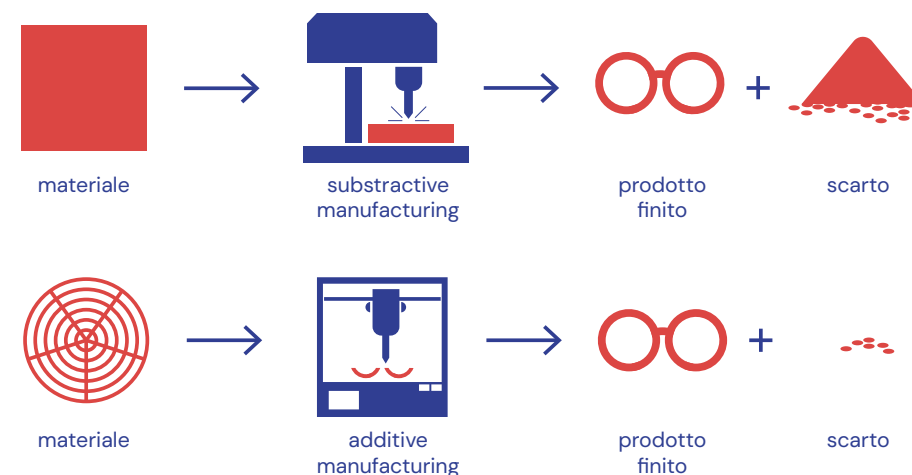 materiale
substractive
manufacturing
prodotto
finito
scarto
materiale
additive
manufacturing
prodotto
finito
scarto